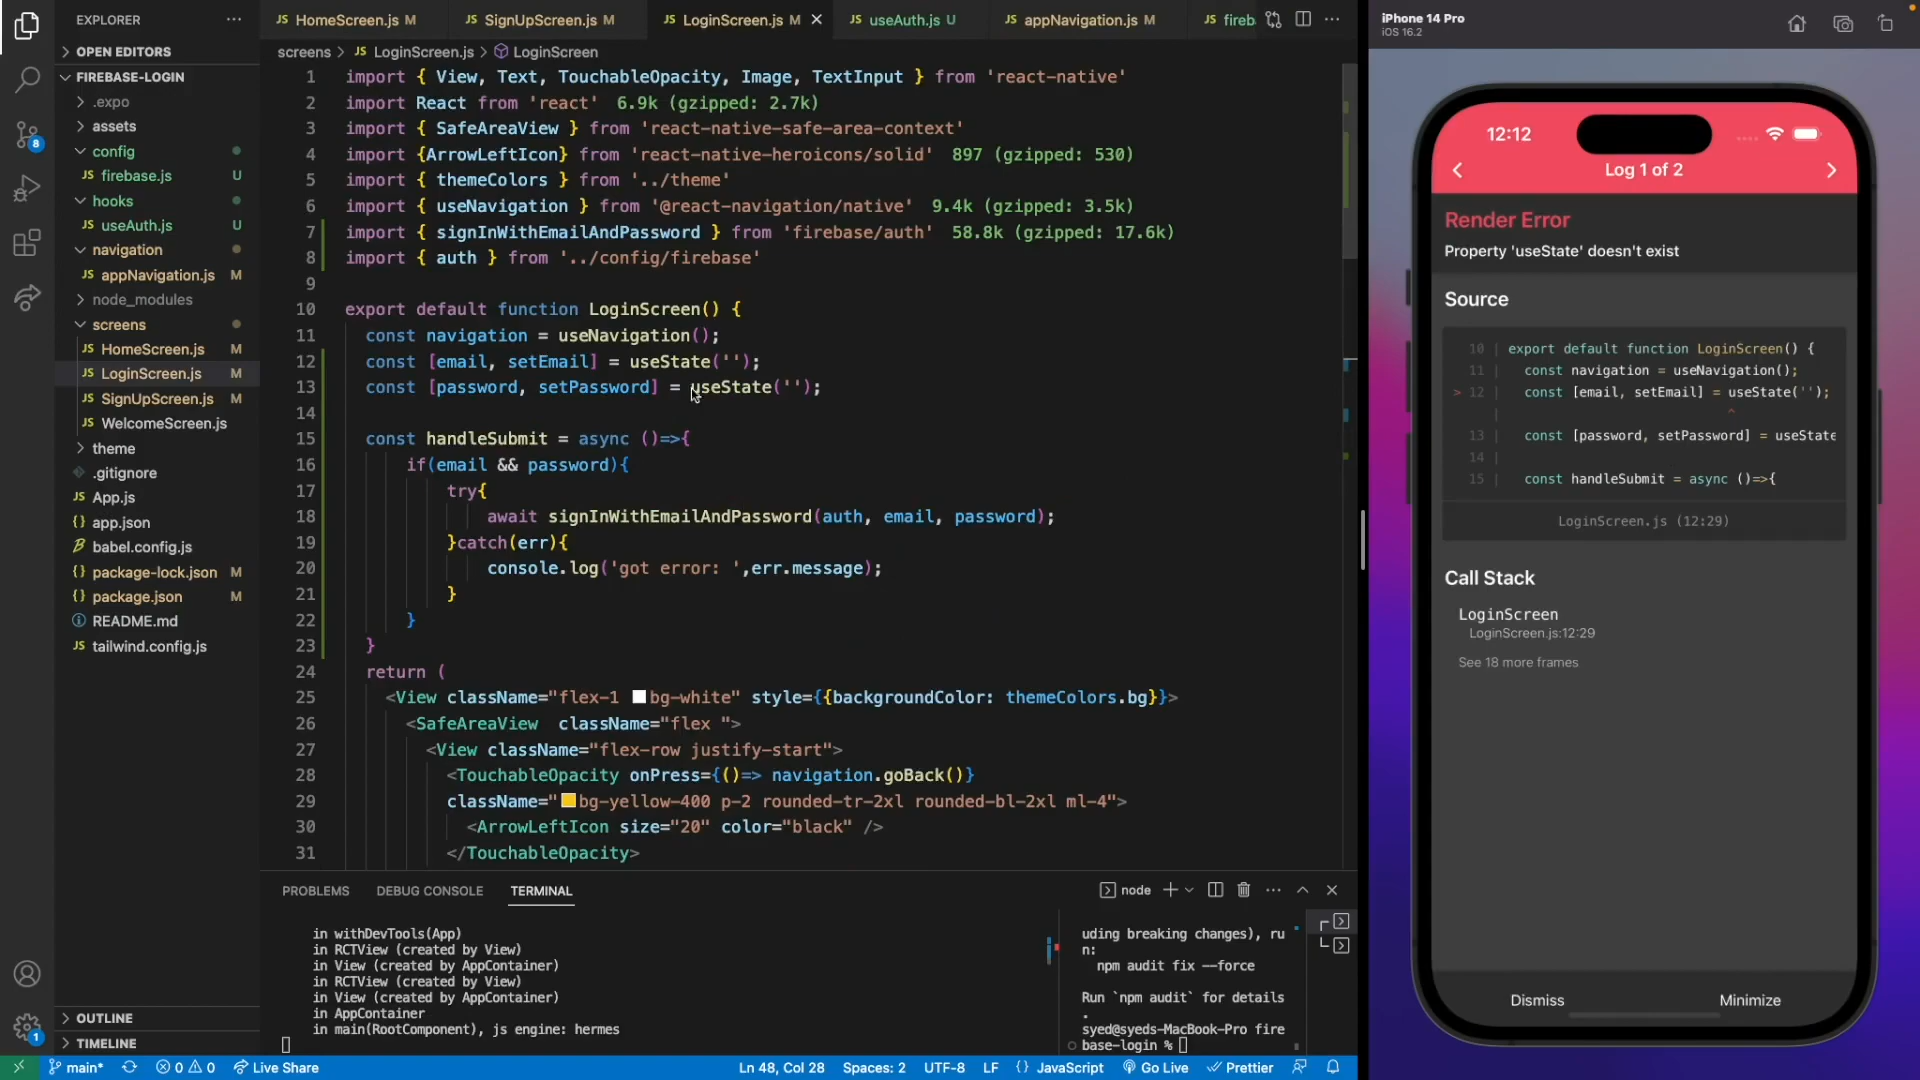 EXPLORER
OPEN EDITORS
FIREBASE-LOGIN
.expo
assets
config
firebase.js U
hooks
useAuth.js U
navigation
appNavigation.js M
node_modules
screens
HomeScreen.js M
LoginScreen.js M
SignUpScreen.js M
WelcomeScreen.js
theme
.gitignore
App.js
app.json
babel.config.js
package-lock.json M
package.json M
README.md
tailwind.config.js
OUTLINE
TIMELINE
8
1
JS HomeScreen.js M
JS SignUpScreen.js M
JS LoginScreen.js M
JS useAuth.js U
JS appNavigation.js M
JS fireb
screens > JS LoginScreen.js > LoginScreen
1 import { View, Text, TouchableOpacity, Image, TextInput } from 'react-native'
2 import React from 'react' 6.9k (gzipped: 2.7k)
3 import { SafeAreaView } from 'react-native-safe-area-context'
4 import {ArrowLeftIcon} from 'react-native-heroicons/solid' 897 (gzipped: 530)
5 import { themeColors } from '../theme'
6 import { useNavigation } from '@react-navigation/native' 9.4k (gzipped: 3.5k)
7 import { signInWithEmailAndPassword } from 'firebase/auth' 58.8k (gzipped: 17.6k)
8 import { auth } from '../config/firebase'
9
10 export default function LoginScreen() {
11 const navigation = useNavigation();
12 const [email, setEmail] = useState('');
13 const [password, setPassword] = useState('');
14
15 const handleSubmit = async ()=>{
16 if(email && password){
17 try{
18 await signInWithEmailAndPassword(auth, email, password);
19 }catch(err){
20 console.log('got error: ',err.message);
21 }
22 }
23 }
24 return (
25 <View className="flex-1 bg-white" style={{backgroundColor: themeColors.bg}}>
26 <SafeAreaView className="flex ">
27 <View className="flex-row justify-start">
28 <TouchableOpacity onPress={()=> navigation.goBack()}
29 className="bg-yellow-400 p-2 rounded-tr-2xl rounded-bl-2xl ml-4">
30 <ArrowLeftIcon size="20" color="black" />
31 </TouchableOpacity>
PROBLEMS DEBUG CONSOLE TERMINAL
node
in withDevTools(App)
in RCTView (created by View)
in View (created by AppContainer)
in RCTView (created by View)
in View (created by AppContainer)
in AppContainer
in main(RootComponent), js engine: hermes
uding breaking changes), ru
n:
npm audit fix --force
Run `npm audit` for details
.
syed@syeds-MacBook-Pro fire
base-login %
main* 0 0 Live Share
Ln 48, Col 28 Spaces: 2 UTF-8 LF {} JavaScript Go Live Prettier
iPhone 14 Pro
iOS 16.2
12:12
Log 1 of 2
Render Error
Property 'useState' doesn't exist
Source
10 | export default function LoginScreen() {
11 | const navigation = useNavigation();
> 12 | const [email, setEmail] = useState('');
| ^
13 | const [password, setPassword] = useState
14 |
15 | const handleSubmit = async ()=>{
LoginScreen.js (12:29)
Call Stack
LoginScreen
LoginScreen.js:12:29
See 18 more frames
Dismiss Minimize